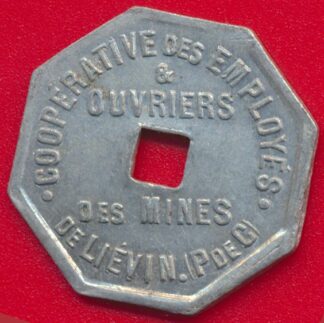 COOPÉRATIVE DES EMPLOYÉS
&
OUVRIERS
DES MINES
DE LIÉVIN.(P DE C)